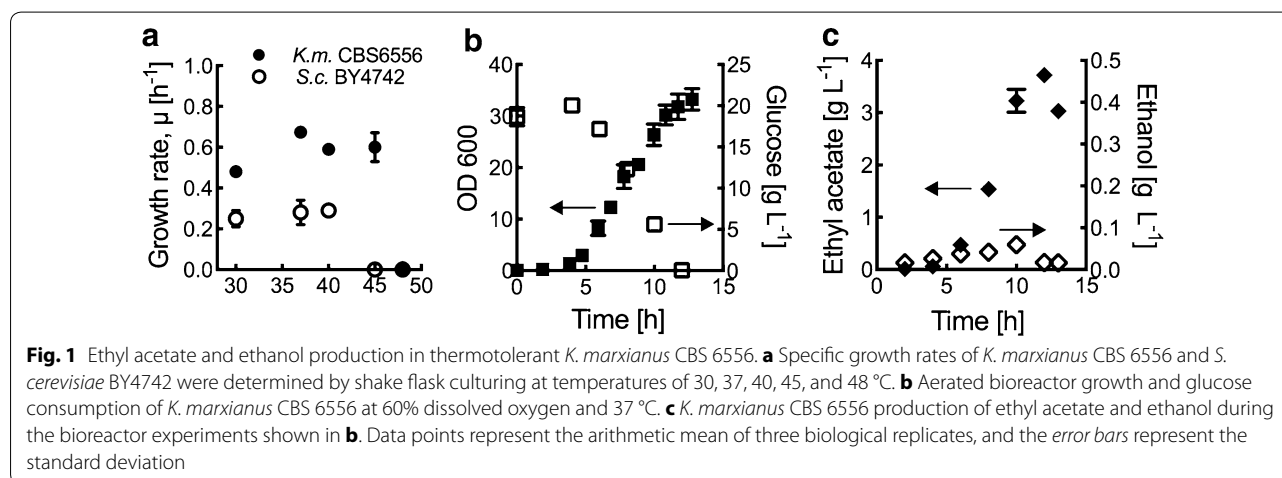 a
K.m. CBS6556
S.c. BY4742
Growth rate, µ [h⁻¹]
1.0
0.8
0.6
0.4
0.2
0.0
30 35 40 45 50
b
OD 600
40
30
20
10
0
25
20
15
10
5
0
Glucose [g L⁻¹]
0 5 10 15
Time [h]
c
Ethyl acetate [g L⁻¹]
4
3
2
1
0
0.5
0.4
0.3
0.2
0.1
0.0
Ethanol [g L⁻¹]
0 5 10 15
Time [h]
Fig. 1 Ethyl acetate and ethanol production in thermotolerant K. marxianus CBS 6556. a Specific growth rates of K. marxianus CBS 6556 and S.
cerevisiae BY4742 were determined by shake flask culturing at temperatures of 30, 37, 40, 45, and 48 °C. b Aerated bioreactor growth and glucose
consumption of K. marxianus CBS 6556 at 60% dissolved oxygen and 37 °C. c K. marxianus CBS 6556 production of ethyl acetate and ethanol during
the bioreactor experiments shown in b. Data points represent the arithmetic mean of three biological replicates, and the error bars represent the
standard deviation